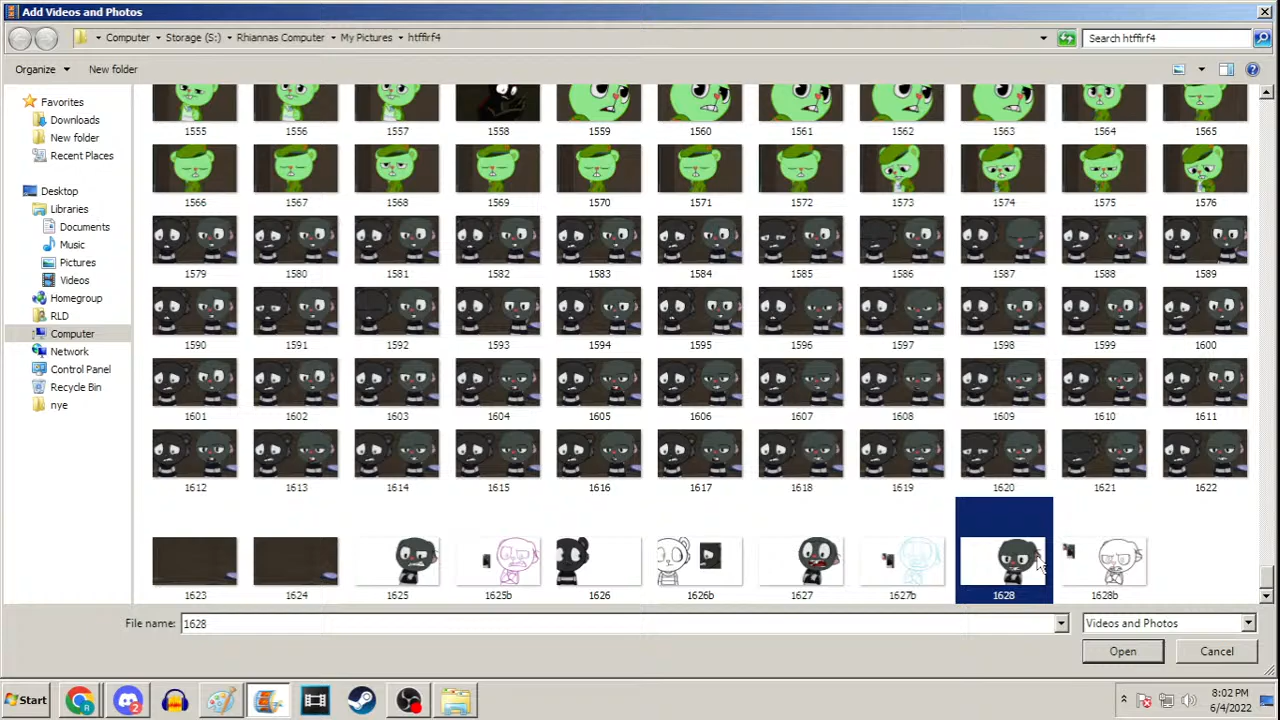 Add Videos and Photos
Computer Storage (S:) Rhiannas Computer My Pictures htffirf4
Search htffirf4
Organize New folder
Favorites
Downloads
New folder
Recent Places
Desktop
Libraries
Documents
Music
Pictures
Videos
Homegroup
RLD
Computer
Network
Control Panel
Recycle Bin
nye
1555 1556 1557 1558 1559 1560 1561 1562 1563 1564 1565
1566 1567 1568 1569 1570 1571 1572 1573 1574 1575 1576
1579 1580 1581 1582 1583 1584 1585 1586 1587 1588 1589
1590 1591 1592 1593 1594 1595 1596 1597 1598 1599 1600
1601 1602 1603 1604 1605 1606 1607 1608 1609 1610 1611
1612 1613 1614 1615 1616 1617 1618 1619 1620 1621 1622
1623 1624 1625 1625b 1626 1626b 1627 1627b 1628 1628b
File name: 1628 Videos and Photos
Open Cancel
Start 2 8:02 PM
6/4/2022